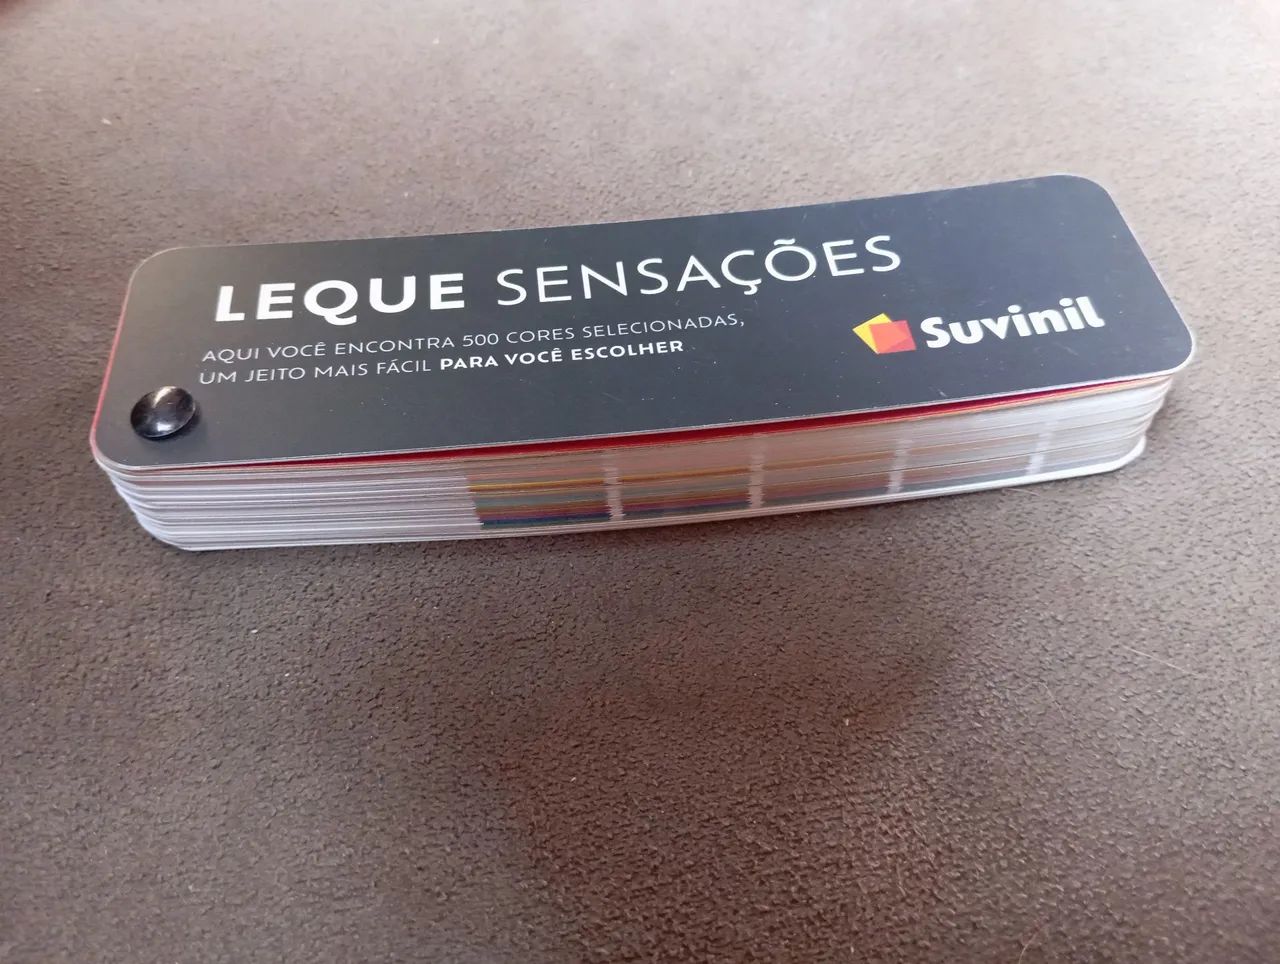 LEQUE SENSAÇÕES
AQUI VOCÊ ENCONTRA 500 CORES SELECIONADAS,
UM JEITO MAIS FÁCIL PARA VOCÊ ESCOLHER
Suvinil